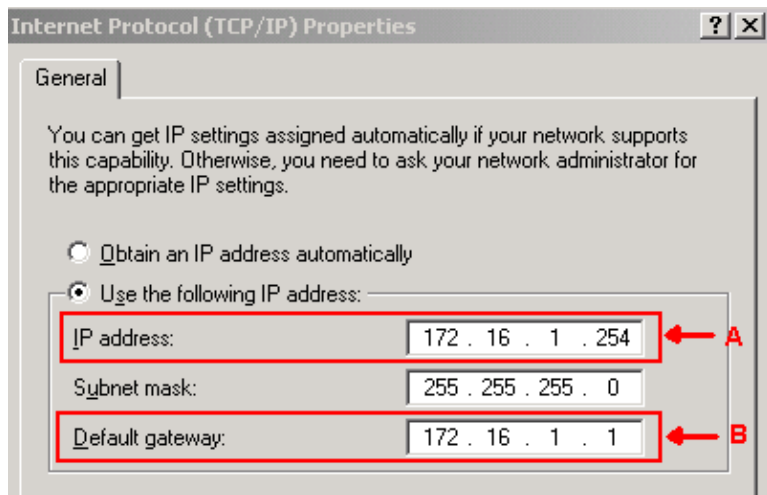 Internet Protocol (TCP/IP) Properties ? X
General
You can get IP settings assigned automatically if your network supports
this capability. Otherwise, you need to ask your network administrator for
the appropriate IP settings.
Obtain an IP address automatically
Use the following IP address:
IP address: 172 . 16 . 1 . 254 A
Subnet mask: 255 . 255 . 255 . 0
Default gateway: 172 . 16 . 1 . 1 B